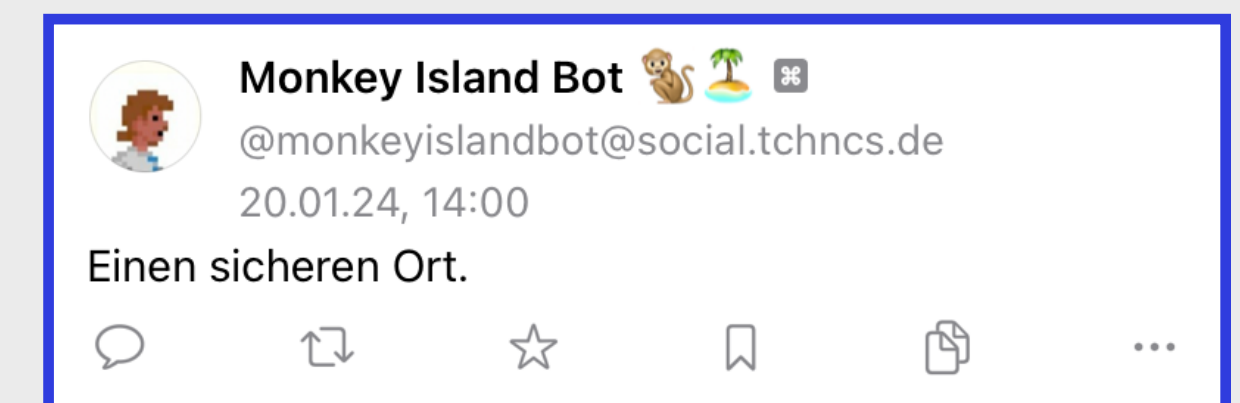 Monkey Island Bot 🐒🏝️ ⌘
@monkeyislandbot@social.tchncs.de
20.01.24, 14:00
Einen sicheren Ort.